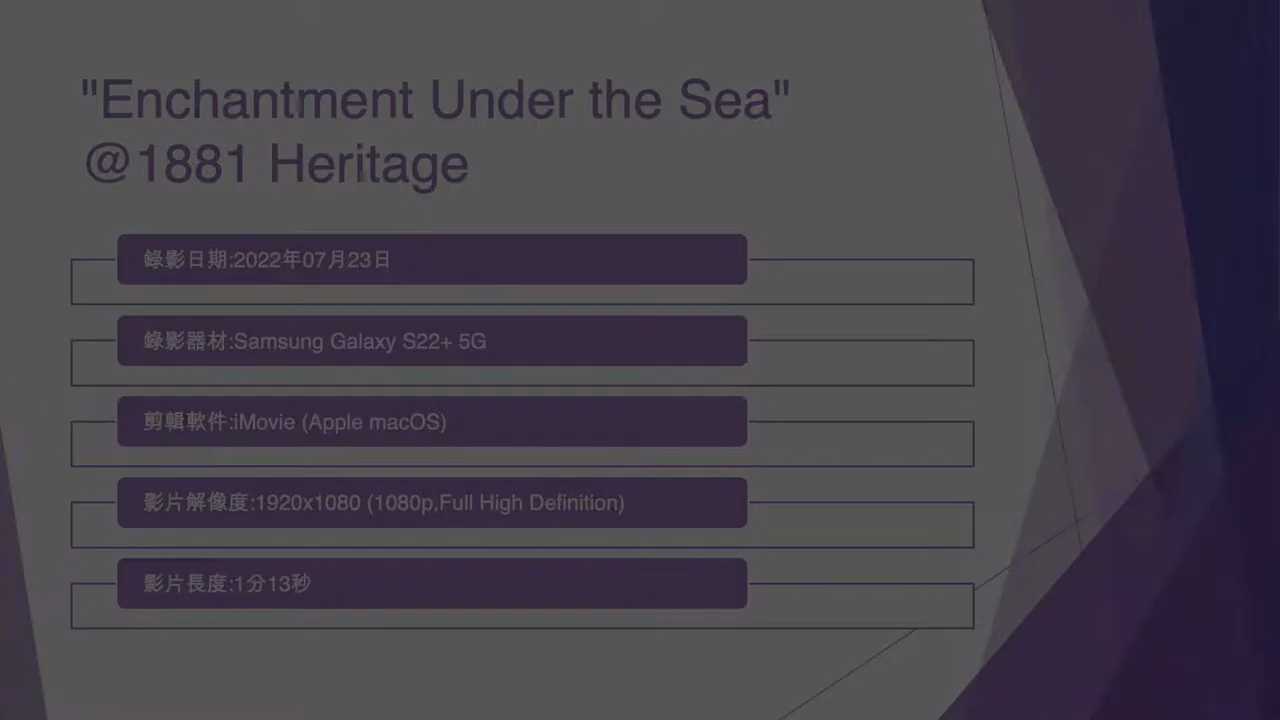 "Enchantment Under the Sea"
@1881 Heritage
錄影日期:2022年07月23日
錄影器材:Samsung Galaxy S22+ 5G
剪輯軟件:iMovie (Apple macOS)
影片解像度:1920x1080 (1080p,Full High Definition)
影片長度:1分13秒